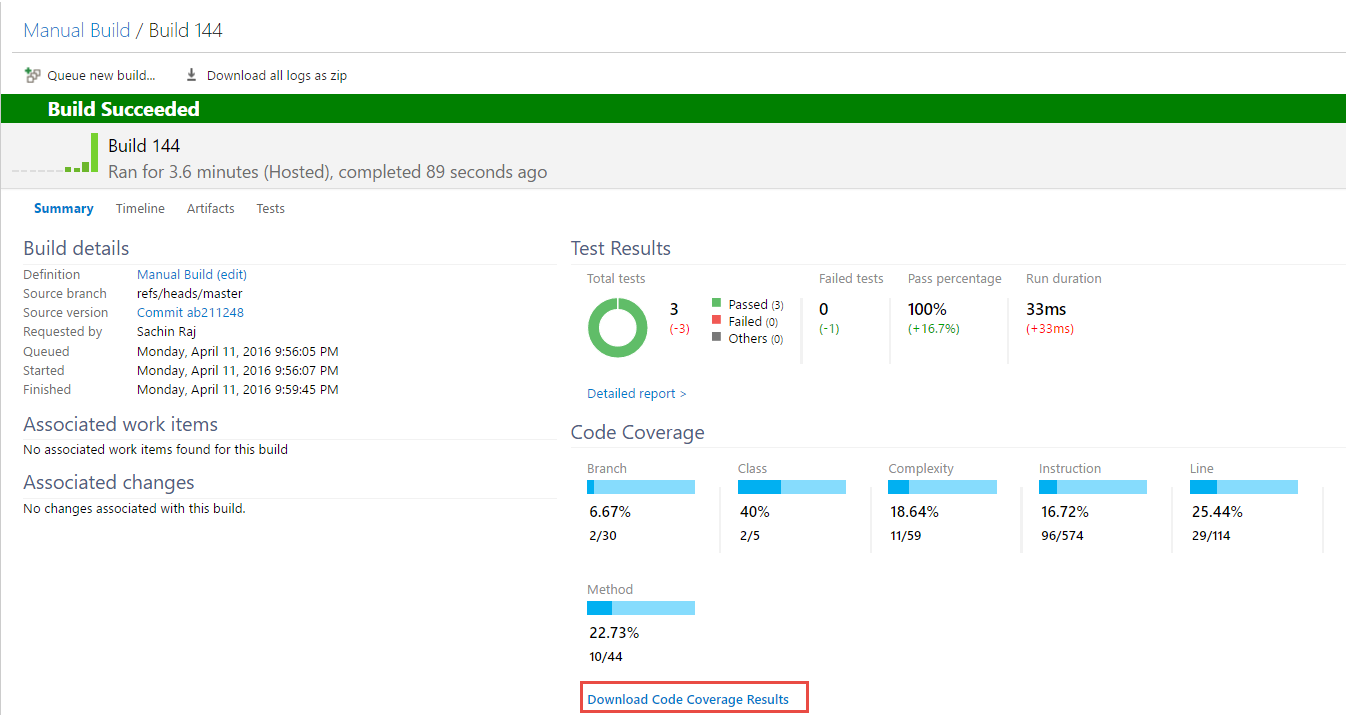 Manual Build / Build 144
Queue new build... Download all logs as zip
Build Succeeded
Build 144
Ran for 3.6 minutes (Hosted), completed 89 seconds ago
Summary Timeline Artifacts Tests
Build details
Definition Manual Build (edit)
Source branch refs/heads/master
Source version Commit ab211248
Requested by Sachin Raj
Queued Monday, April 11, 2016 9:56:05 PM
Started Monday, April 11, 2016 9:56:07 PM
Finished Monday, April 11, 2016 9:59:45 PM
Associated work items
No associated work items found for this build
Associated changes
No changes associated with this build.
Test Results
Total tests Failed tests Pass percentage Run duration
3 Passed (3) 0 100% 33ms
(-3) Failed (0) (-1) (+16.7%) (+33ms)
Others (0)
Detailed report >
Code Coverage
Branch Class Complexity Instruction Line
6.67% 40% 18.64% 16.72% 25.44%
2/30 2/5 11/59 96/574 29/114
Method
22.73%
10/44
Download Code Coverage Results